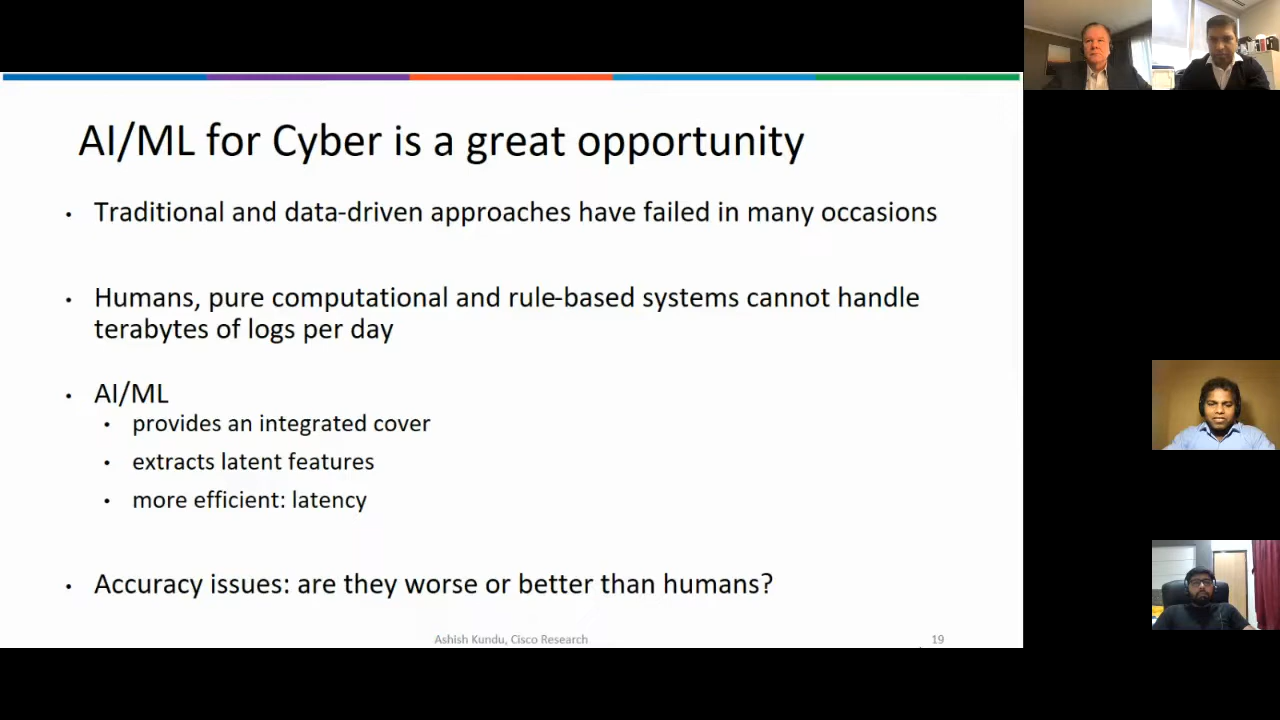 AI/ML for Cyber is a great opportunity
• Traditional and data-driven approaches have failed in many occasions
• Humans, pure computational and rule-based systems cannot handle
terabytes of logs per day
• AI/ML
• provides an integrated cover
• extracts latent features
• more efficient: latency
• Accuracy issues: are they worse or better than humans?
Ashish Kundu, Cisco Research
19